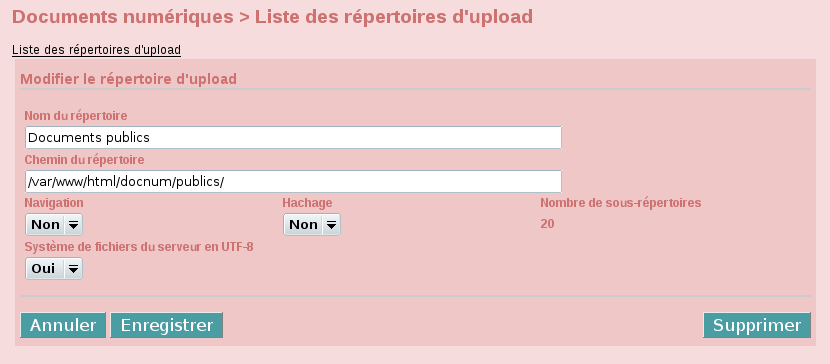 Documents numériques > Liste des répertoires d'upload
Liste des répertoires d'upload
Modifier le répertoire d'upload
Nom du répertoire
Documents publics
Chemin du répertoire
/var/www/html/docnum/publics/
Navigation Hachage Nombre de sous-répertoires
Non Non 20
Système de fichiers du serveur en UTF-8
Oui
Annuler Enregistrer Supprimer